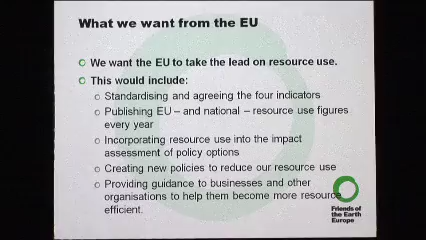 What we want from the EU
We want the EU to take the lead on resource use.
This would include:
Standardising and agreeing the four indicators
Publishing EU – and national – resource use figures
every year
Incorporating resource use into the impact
assessment of policy options
Creating new policies to reduce our resource use
Providing guidance to businesses and other
organisations to help them become more resource
efficient.
Friends of
the Earth
Europe